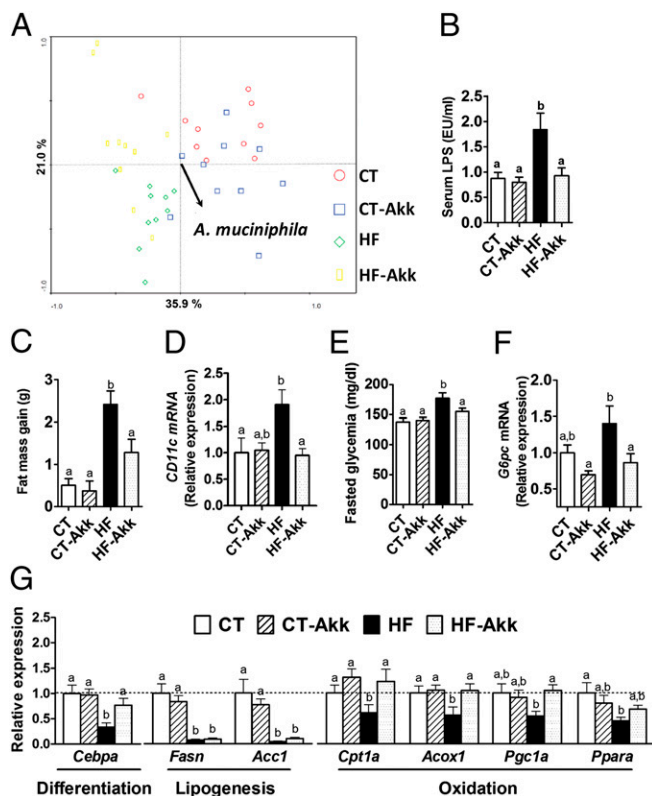 A
1.0
21.0 %
A. muciniphila
-1.0
-1.0
35.9 %
1.0
CT
CT-Akk
HF
HF-Akk
B
Serum LPS (EU/ml)
2.5
2.0
1.5
1.0
0.5
0.0
a
a
b
a
CT
CT-Akk
HF
HF-Akk
C
Fat mass gain (g)
3
2
1
0
a
a
b
a
CT
CT-Akk
HF
HF-Akk
D
CD11c mRNA
(Relative expression)
2.5
2.0
1.5
1.0
0.5
0.0
a
a,b
b
a
CT
CT-Akk
HF
HF-Akk
E
Fasted glycemia (mg/dl)
200
150
100
50
0
a
a
b
a
CT
CT-Akk
HF
HF-Akk
F
G6pc mRNA
(Relative expression)
2.0
1.5
1.0
0.5
a,b
a
b
a
CT
CT-Akk
HF
HF-Akk
G
Relative expression
2.5
2.0
1.5
1.0
0.5
0.0
CT CT-Akk HF HF-Akk
a a b a
a a b b
a a b b
a a b a
a a b a
a,b a,b b a
a a,b b a,b
Cebpa Fasn Acc1 Cpt1a Acox1 Pgc1a Ppara
Differentiation Lipogenesis Oxidation